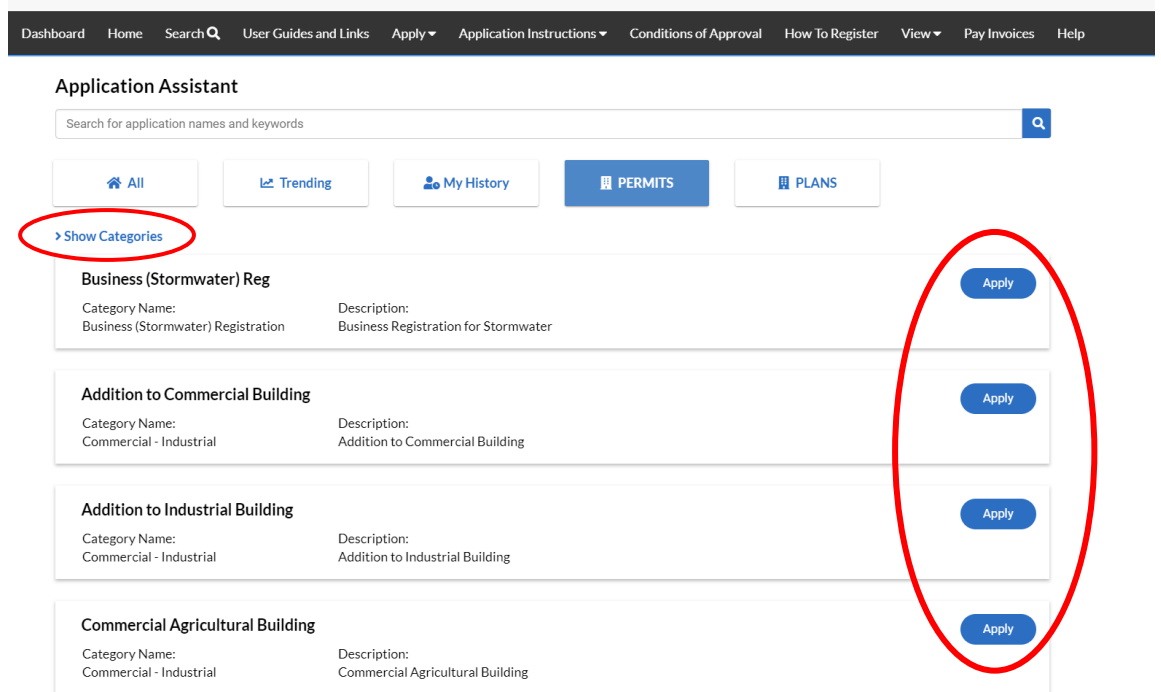 Dashboard Home Search User Guides and Links Apply Application Instructions Conditions of Approval How To Register View Pay Invoices Help
Application Assistant
Search for application names and keywords
All Trending My History PERMITS PLANS
Show Categories
Business (Stormwater) Reg Apply
Category Name: Description:
Business (Stormwater) Registration Business Registration for Stormwater
Addition to Commercial Building Apply
Category Name: Description:
Commercial - Industrial Addition to Commercial Building
Addition to Industrial Building Apply
Category Name: Description:
Commercial - Industrial Addition to Industrial Building
Commercial Agricultural Building Apply
Category Name: Description:
Commercial - Industrial Commercial Agricultural Building